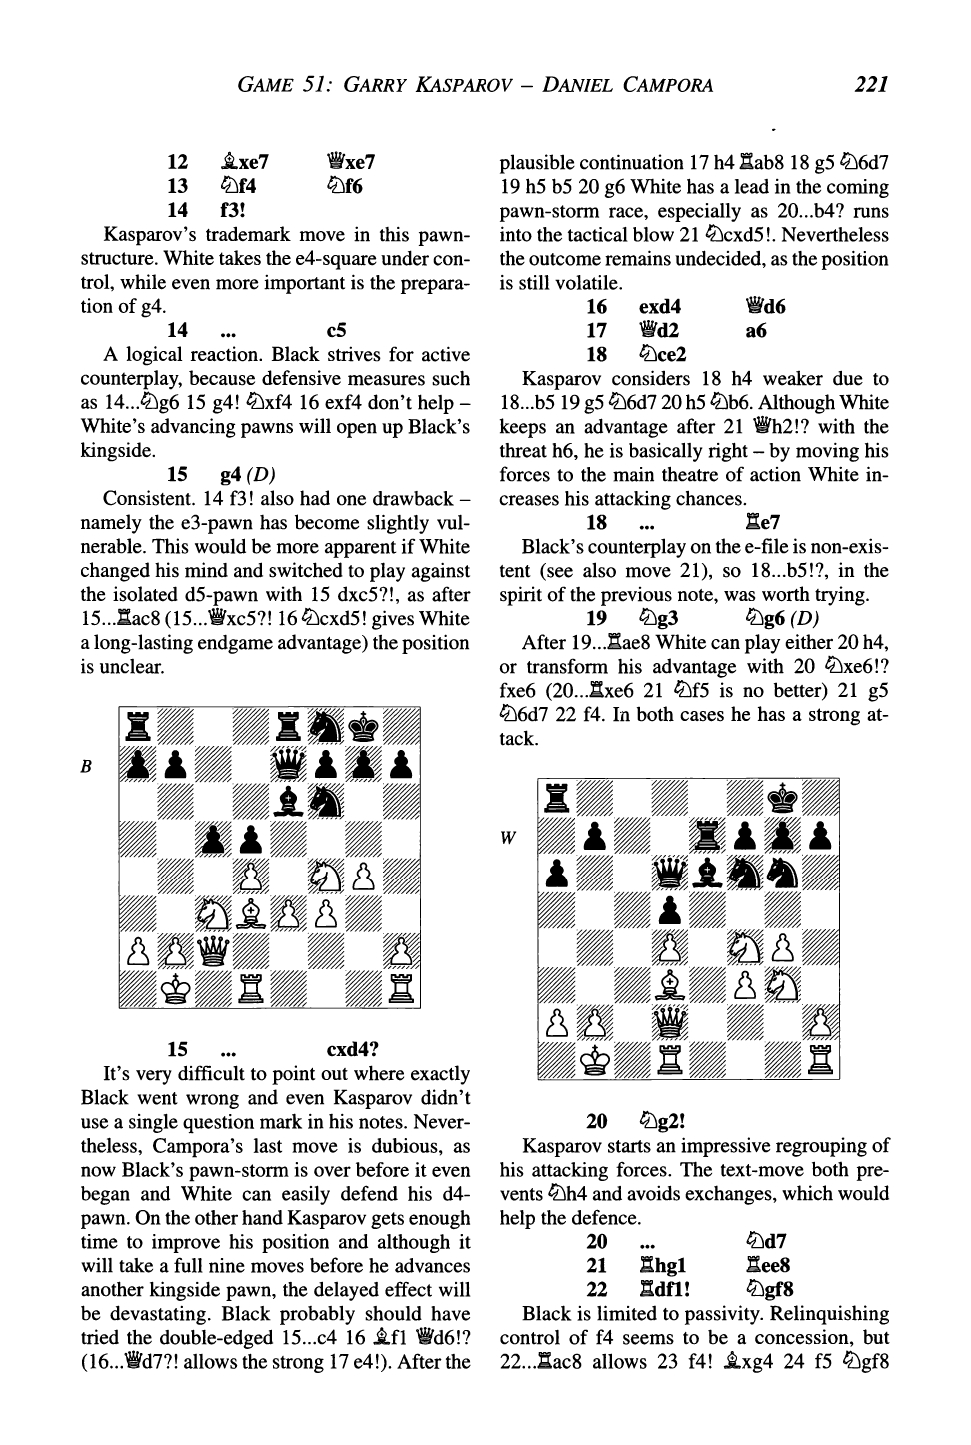 GAME 51: GARRY KASPAROV – DANIEL CAMPORA 221
12 ♗xe7 ♕xe7
13 ♘f4 ♘f6
14 f3!
Kasparov's trademark move in this pawn-
structure. White takes the e4-square under con-
trol, while even more important is the prepara-
tion of g4.
14 ... c5
A logical reaction. Black strives for active
counterplay, because defensive measures such
as 14...♘g6 15 g4! ♘xf4 16 exf4 don't help –
White's advancing pawns will open up Black's
kingside.
15 g4 (D)
Consistent. 14 f3! also had one drawback –
namely the e3-pawn has become slightly vul-
nerable. This would be more apparent if White
changed his mind and switched to play against
the isolated d5-pawn with 15 dxc5?!, as after
15...♖ac8 (15...♕xc5?! 16 ♘cxd5! gives White
a long-lasting endgame advantage) the position
is unclear.
B
15 ... cxd4?
It's very difficult to point out where exactly
Black went wrong and even Kasparov didn't
use a single question mark in his notes. Never-
theless, Campora's last move is dubious, as
now Black's pawn-storm is over before it even
began and White can easily defend his d4-
pawn. On the other hand Kasparov gets enough
time to improve his position and although it
will take a full nine moves before he advances
another kingside pawn, the delayed effect will
be devastating. Black probably should have
tried the double-edged 15...c4 16 ♗f1 ♕d6!?
(16...♕d7?! allows the strong 17 e4!). After the
plausible continuation 17 h4 ♖ab8 18 g5 ♘6d7
19 h5 b5 20 g6 White has a lead in the coming
pawn-storm race, especially as 20...b4? runs
into the tactical blow 21 ♘cxd5!. Nevertheless
the outcome remains undecided, as the position
is still volatile.
16 exd4 ♕d6
17 ♕d2 a6
18 ♘ce2
Kasparov considers 18 h4 weaker due to
18...b5 19 g5 ♘6d7 20 h5 ♘b6. Although White
keeps an advantage after 21 ♕h2!? with the
threat h6, he is basically right – by moving his
forces to the main theatre of action White in-
creases his attacking chances.
18 ... ♖e7
Black's counterplay on the e-file is non-exis-
tent (see also move 21), so 18...b5!?, in the
spirit of the previous note, was worth trying.
19 ♘g3 ♘g6 (D)
After 19...♖ae8 White can play either 20 h4,
or transform his advantage with 20 ♘xe6!?
fxe6 (20...♖xe6 21 ♘f5 is no better) 21 g5
♘6d7 22 f4. In both cases he has a strong at-
tack.
W
20 ♘g2!
Kasparov starts an impressive regrouping of
his attacking forces. The text-move both pre-
vents ♘h4 and avoids exchanges, which would
help the defence.
20 ... ♘d7
21 ♖hg1 ♖ee8
22 ♖df1! ♘gf8
Black is limited to passivity. Relinquishing
control of f4 seems to be a concession, but
22...♖ac8 allows 23 f4! ♗xg4 24 f5 ♘gf8